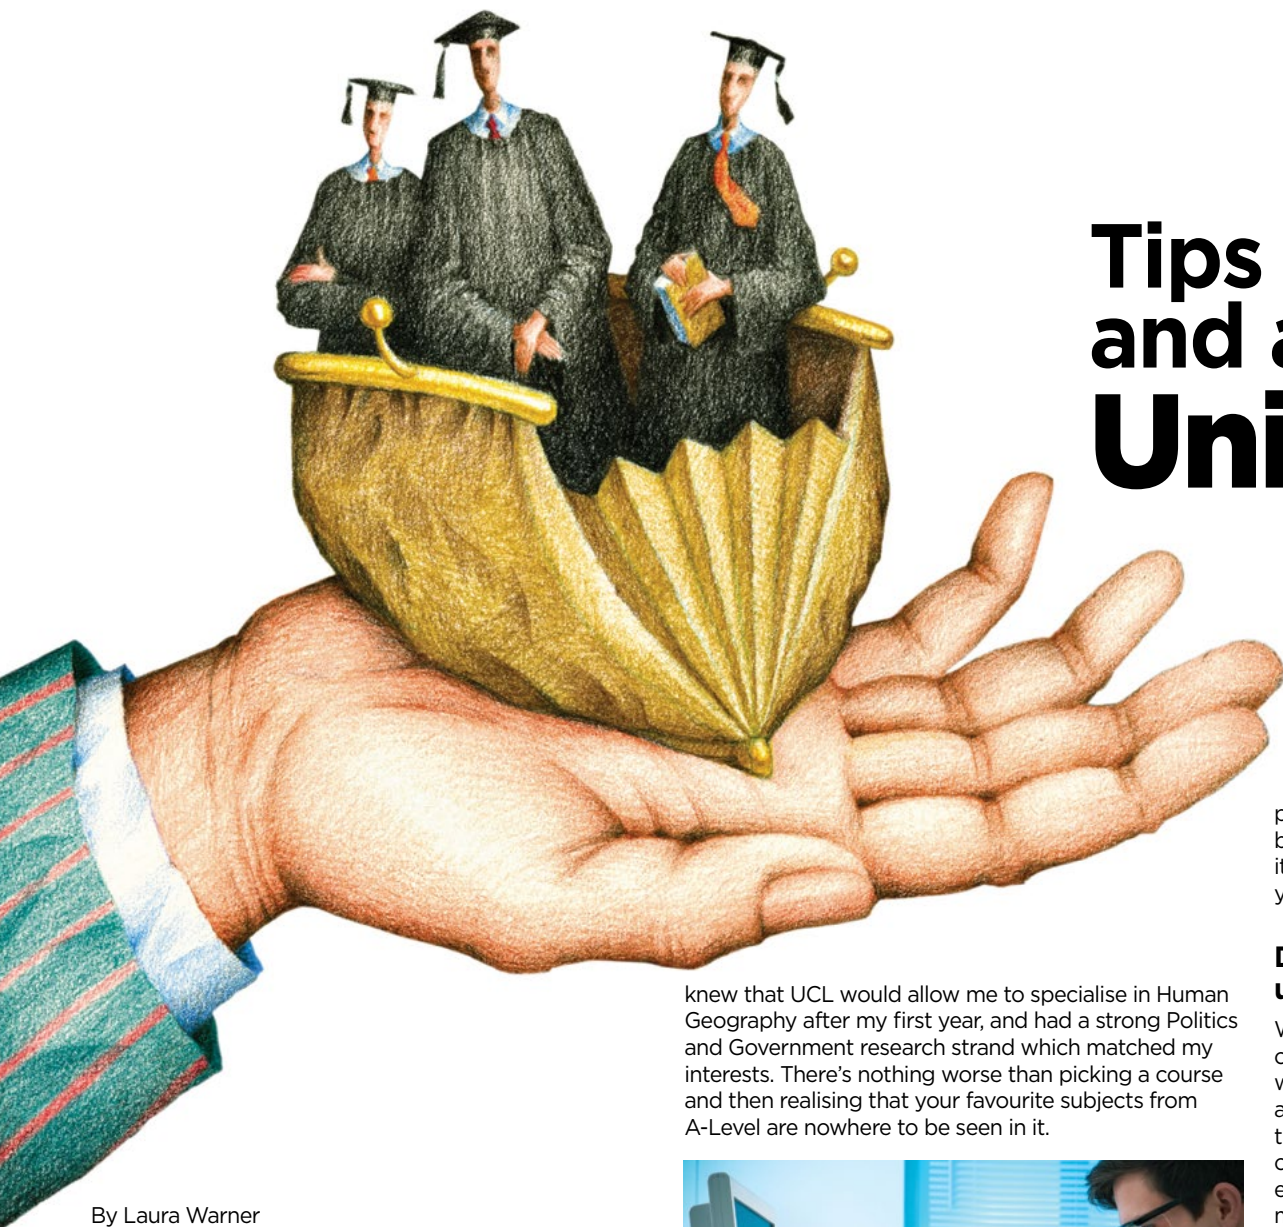 Tips
and
Uni
knew that UCL would allow me to specialise in Human
Geography after my first year, and had a strong Politics
and Government research strand which matched my
interests. There’s nothing worse than picking a course
and then realising that your favourite subjects from
A-Level are nowhere to be seen in it.
By Laura Warner